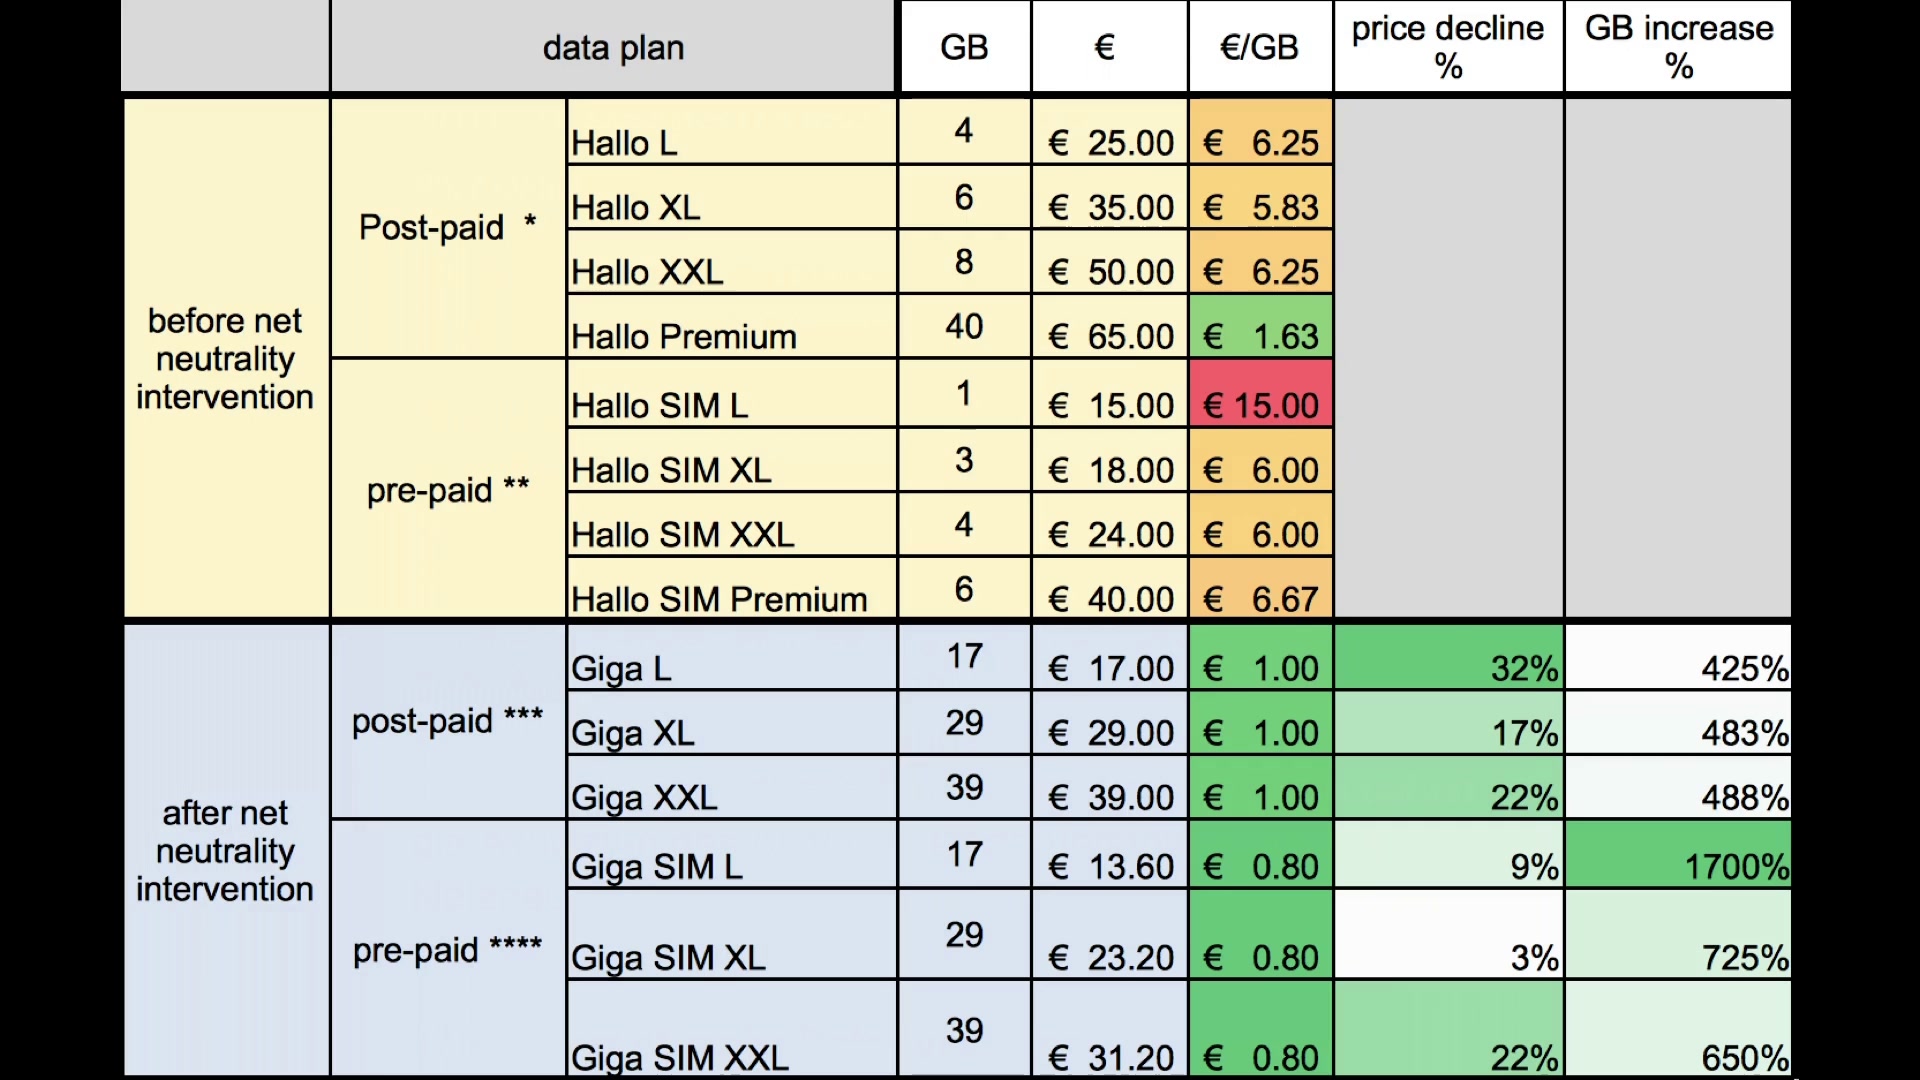 data plan GB € €/GB price decline % GB increase %
before net neutrality intervention
Post-paid *
Hallo L 4 € 25.00 € 6.25
Hallo XL 6 € 35.00 € 5.83
Hallo XXL 8 € 50.00 € 6.25
Hallo Premium 40 € 65.00 € 1.63
pre-paid **
Hallo SIM L 1 € 15.00 € 15.00
Hallo SIM XL 3 € 18.00 € 6.00
Hallo SIM XXL 4 € 24.00 € 6.00
Hallo SIM Premium 6 € 40.00 € 6.67
after net neutrality intervention
post-paid ***
Giga L 17 € 17.00 € 1.00 32% 425%
Giga XL 29 € 29.00 € 1.00 17% 483%
Giga XXL 39 € 39.00 € 1.00 22% 488%
pre-paid ****
Giga SIM L 17 € 13.60 € 0.80 9% 1700%
Giga SIM XL 29 € 23.20 € 0.80 3% 725%
Giga SIM XXL 39 € 31.20 € 0.80 22% 650%